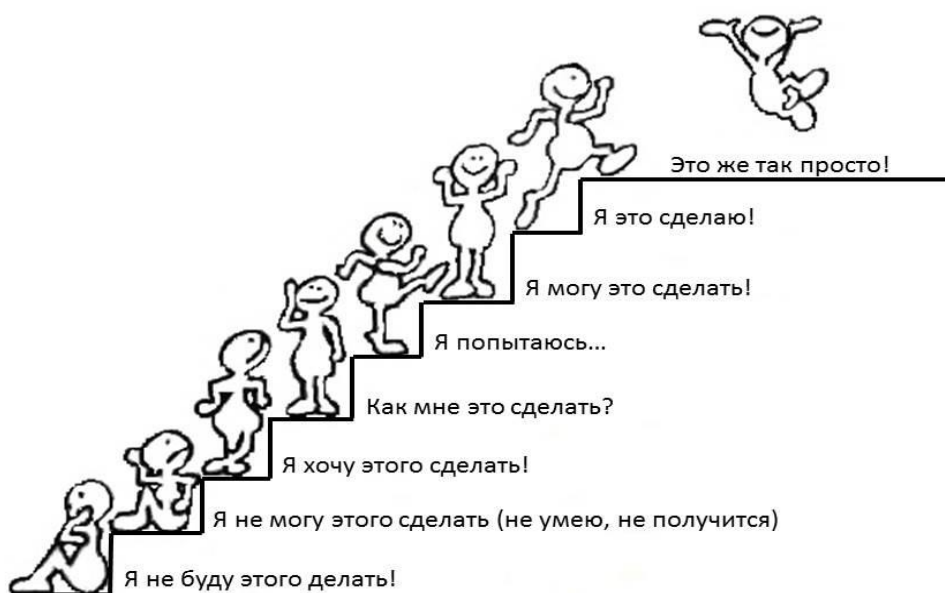 Это же так просто!
Я это сделаю!
Я могу это сделать!
Я попытаюсь...
Как мне это сделать?
Я хочу этого сделать!
Я не могу этого сделать (не умею, не получится)
Я не буду этого делать!